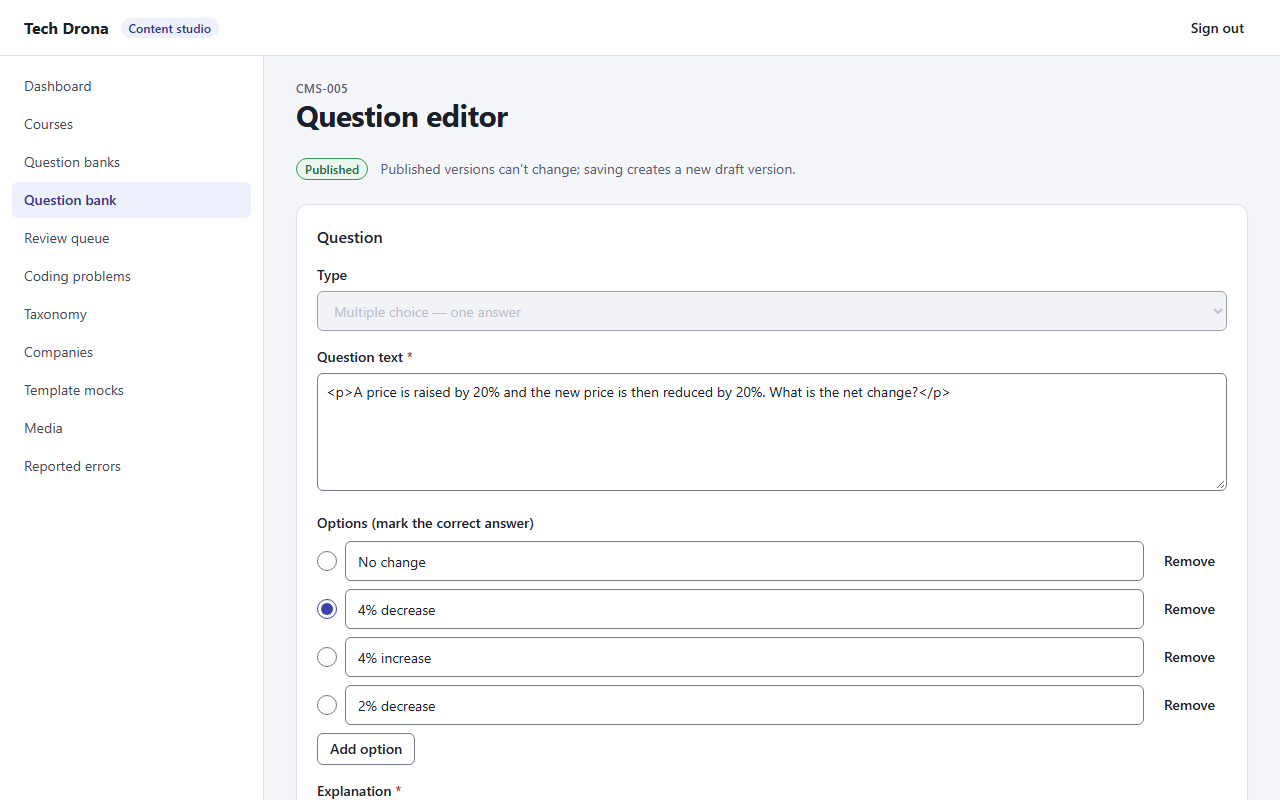 Tech Drona
Content studio
Sign out
Dashboard
Courses
Question banks
Question bank
Review queue
Coding problems
Taxonomy
Companies
Template mocks
Media
Reported errors
CMS-005
Question editor
Published
Published versions can't change; saving creates a new draft version.
Question
Type
Multiple choice — one answer
Question text *
<p>A price is raised by 20% and the new price is then reduced by 20%. What is the net change?</p>
Options (mark the correct answer)
No change
Remove
4% decrease
Remove
4% increase
Remove
2% decrease
Remove
Add option
Explanation *